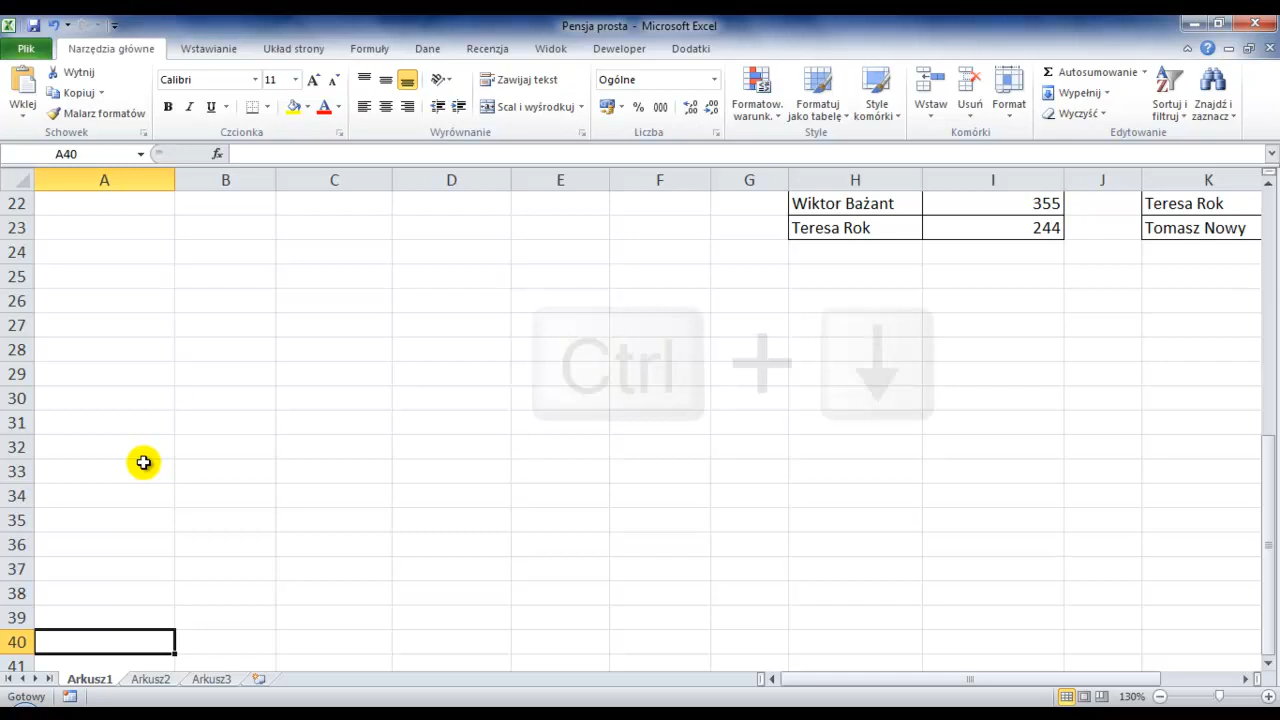 Pensja prosta - Microsoft Excel
Plik Narzędzia główne Wstawianie Układ strony Formuły Dane Recenzja Widok Deweloper Dodatki
Wklej Wytnij Kopiuj Malarz formatów
Schowek
Calibri 11
B I U A
Czcionka
Zawijaj tekst
Scal i wyśrodkuj
Wyrównanie
Ogólne
% 000
Liczba
Formatow. warunk. Formatuj jako tabelę Style komórki
Style
Wstaw Usuń Format
Komórki
Autosumowanie
Wypełnij
Wyczyść
Sortuj i filtruj Znajdź i zaznacz
Edytowanie
A40 fx
A B C D E F G H I J K
22 Wiktor Bażant 355 Teresa Rok
23 Teresa Rok 244 Tomasz Nowy
24
25
26
27
28
29
30
31
32
33
34
35
36
37
38
39
40
41
Ctrl + ↓
Arkusz1 Arkusz2 Arkusz3
Gotowy 130%